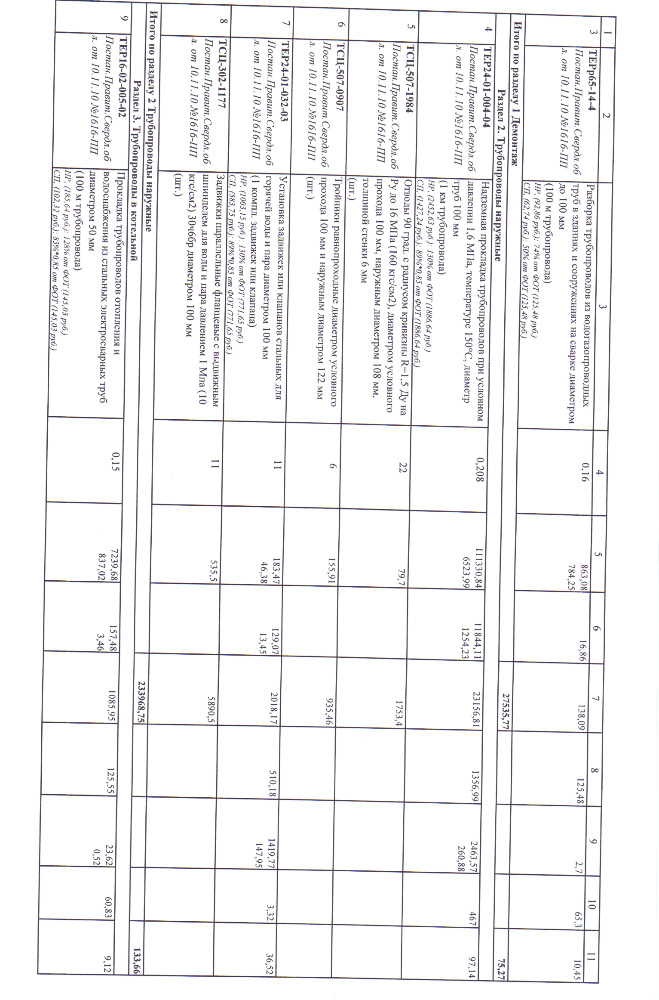 1 2 3 4 5 6 7 8 9 10 11
3 ТЕРр65-14-4 Разборка трубопроводов из водогазопроводных 0,16 863,08 16,86 138,09 125,48 2,7 65,3 10,45
Постан.Правит.Свердл.об труб в зданиях и сооружениях на сварке диаметром 784,25
л. от 10.11.10 №1616-ПП до 100 мм
(100 м трубопровода)
НР, (92,86 руб.): 74% от ФОТ (125,48 руб.)
СП, (62,74 руб.): 50% от ФОТ (125,48 руб.)
Итого по разделу 1 Демонтаж 27535,77 75,27
Раздел 2. Трубопроводы наружные
4 ТЕР24-01-004-04 Надземная прокладка трубопроводов при условном 0,208 111330,84 11844,11 23156,81 1356,99 2463,57 467 97,14
Постан.Правит.Свердл.об давлении 1,6 МПа, температуре 150°С, диаметр 6523,99 1254,23 260,88
л. от 10.11.10 №1616-ПП труб 100 мм
(1 км трубопровода)
НР, (2452,63 руб.): 130% от ФОТ (1886,64 руб.)
СП, (1427,24 руб.): 89%*0,85 от ФОТ (1886,64 руб.)
5 ТСЦ-507-1984 Отводы 90 град. с радиусом кривизны R=1,5 Ду на 22 79,7 1753,4
Постан.Правит.Свердл.об Ру до 16 МПа (160 кгс/см2), диаметром условного
л. от 10.11.10 №1616-ПП прохода 100 мм, наружным диаметром 108 мм,
толщиной стенки 6 мм
(шт.)
6 ТСЦ-507-0907 Тройники равнопроходные диаметром условного 6 155,91 935,46
Постан.Правит.Свердл.об прохода 100 мм и наружным диаметром 122 мм
л. от 10.11.10 №1616-ПП (шт.)
7 ТЕР24-01-032-03 Установка задвижек или клапанов стальных для 11 183,47 129,07 2018,17 510,18 1419,77 3,32 36,52
Постан.Правит.Свердл.об горячей воды и пара диаметром 100 мм 46,38 13,45 147,95
л. от 10.11.10 №1616-ПП (1 компл. задвижек или клапана)
НР, (1003,15 руб.): 130% от ФОТ (771,65 руб.)
СП, (583,75 руб.): 89%*0,85 от ФОТ (771,65 руб.)
8 ТСЦ-302-1177 Задвижки параллельные фланцевые с выдвижным 11 535,5 5890,5
Постан.Правит.Свердл.об шпинделем для воды и пара давлением 1 Мпа (10
л. от 10.11.10 №1616-ПП кгс/см2) 30ч6бр диаметром 100 мм
(шт.)
Итого по разделу 2 Трубопроводы наружные 233968,75 133,66
Раздел 3. Трубопроводы в котельной
9 ТЕР16-02-005-02 Прокладка трубопроводов отопления и 0,15 7239,68 157,48 1085,95 125,55 23,62 60,83 9,12
Постан.Правит.Свердл.об водоснабжения из стальных электросварных труб 837,02 3,46 0,52
л. от 10.11.10 №1616-ПП диаметром 50 мм
(100 м трубопровода)
НР, (185,64 руб.): 128% от ФОТ (145,03 руб.)
СП, (102,32 руб.): 83%*0,85 от ФОТ (145,03 руб.)